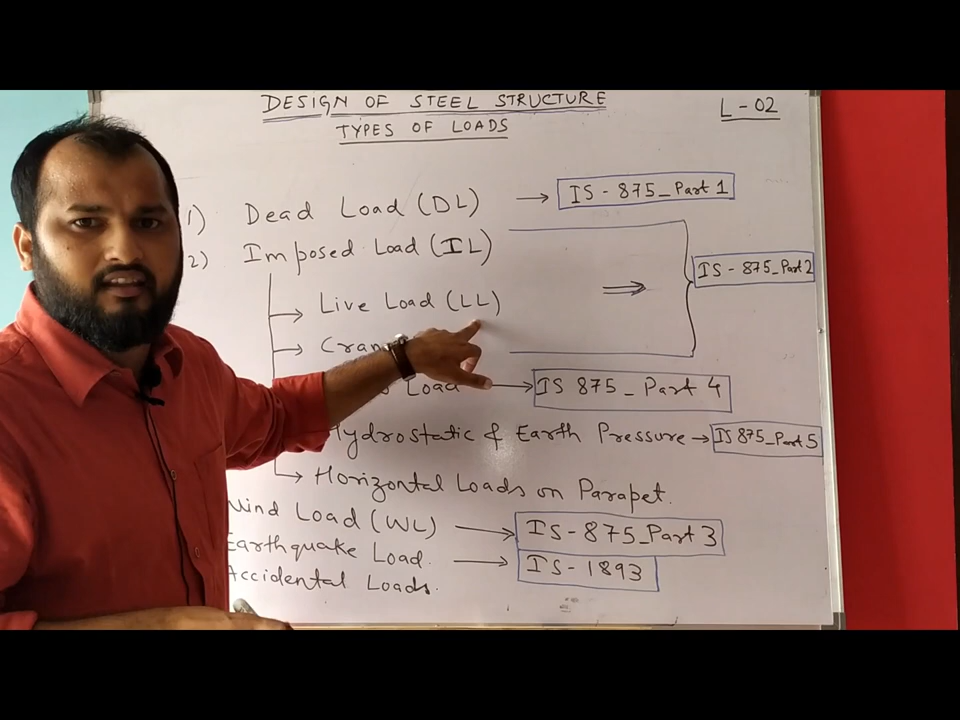 DESIGN OF STEEL STRUCTURE
L - 02
TYPES OF LOADS
1) Dead Load (DL) → IS - 875_Part 1
2) Imposed Load (IL)
IS - 875_Part 2
→ Live Load (LL) ⇒
→
Load → IS 875_Part 4
Hydrostatic & Earth Pressure → IS 875_Part 5
→ Horizontal Loads on Parapet.
Wind Load (WL) → IS-875_Part 3
Earthquake Load. → IS-1893
Accidental Loads.